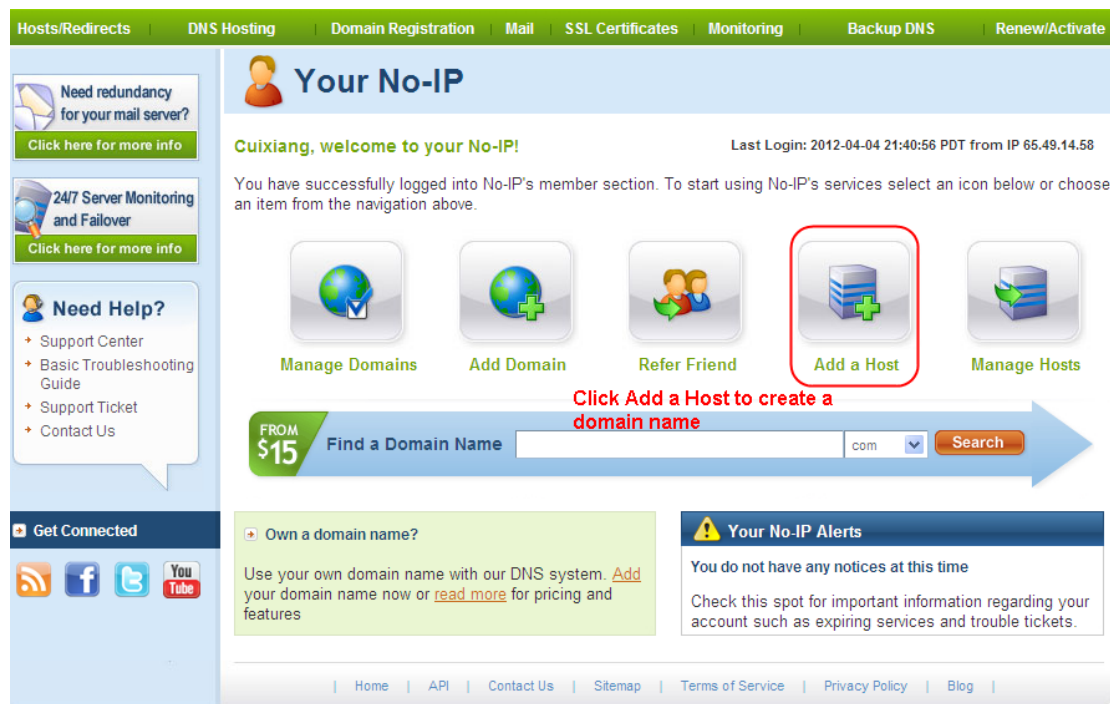 Hosts/Redirects | DNS Hosting | Domain Registration | Mail | SSL Certificates | Monitoring | Backup DNS | Renew/Activate
Need redundancy
for your mail server?
Click here for more info
24/7 Server Monitoring
and Failover
Click here for more info
Need Help?
Support Center
Basic Troubleshooting
Guide
Support Ticket
Contact Us
Get Connected
You
Tube
Your No-IP
Cuixiang, welcome to your No-IP!
Last Login: 2012-04-04 21:40:56 PDT from IP 65.49.14.58
You have successfully logged into No-IP's member section. To start using No-IP's services select an icon below or choose
an item from the navigation above.
Manage Domains
Add Domain
Refer Friend
Add a Host
Manage Hosts
Click Add a Host to create a
domain name
FROM
$15
Find a Domain Name
com
Search
Own a domain name?
Use your own domain name with our DNS system. Add
your domain name now or read more for pricing and
features
Your No-IP Alerts
You do not have any notices at this time
Check this spot for important information regarding your
account such as expiring services and trouble tickets.
| Home | API | Contact Us | Sitemap | Terms of Service | Privacy Policy | Blog |